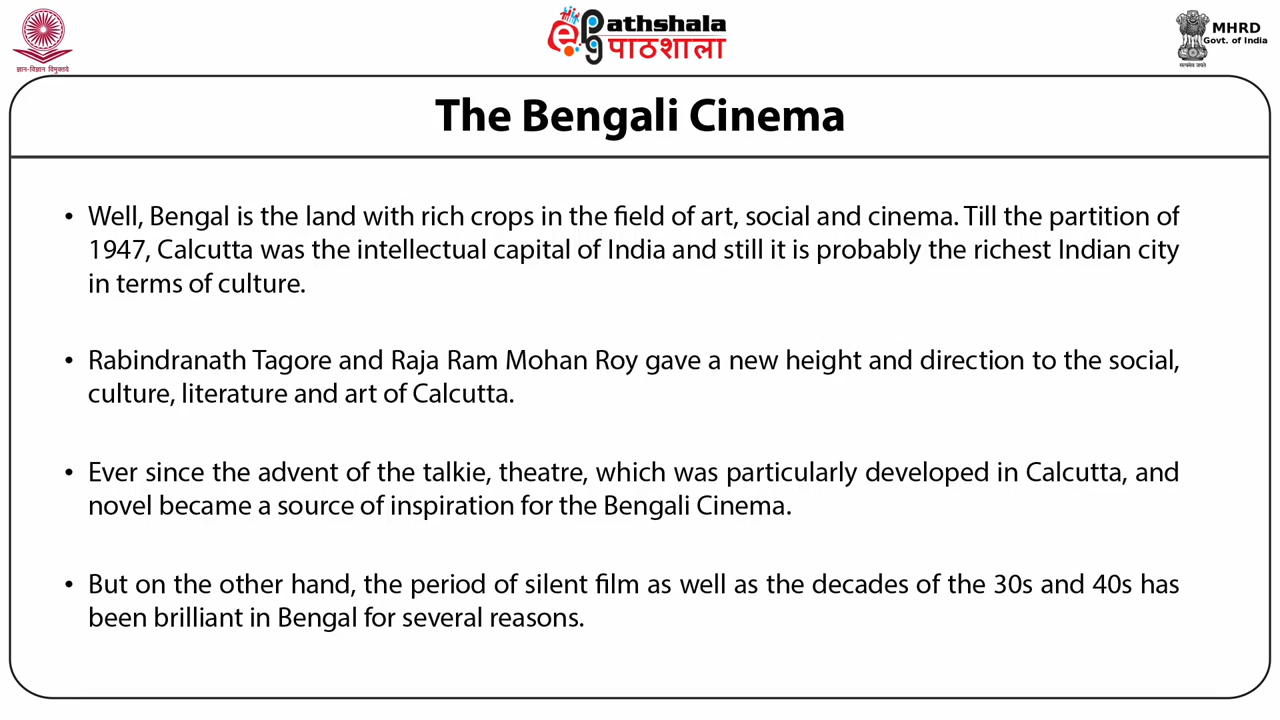 ज्ञान-विज्ञान विमुक्तये
epg athshala
पाठशाला
MHRD
Govt. of India
सत्यमेव जयते
The Bengali Cinema
• Well, Bengal is the land with rich crops in the field of art, social and cinema. Till the partition of
1947, Calcutta was the intellectual capital of India and still it is probably the richest Indian city
in terms of culture.
• Rabindranath Tagore and Raja Ram Mohan Roy gave a new height and direction to the social,
culture, literature and art of Calcutta.
• Ever since the advent of the talkie, theatre, which was particularly developed in Calcutta, and
novel became a source of inspiration for the Bengali Cinema.
• But on the other hand, the period of silent film as well as the decades of the 30s and 40s has
been brilliant in Bengal for several reasons.